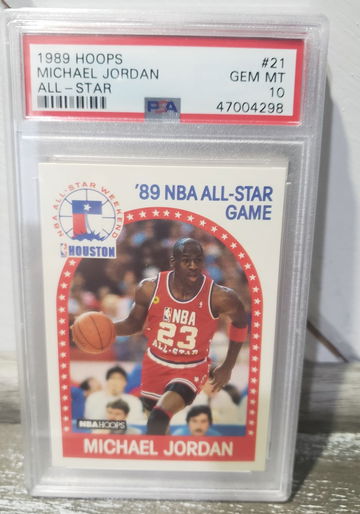 1989 HOOPS #21
MICHAEL JORDAN GEM MT
ALL-STAR 10
PSA 47004298
NBA ALL-STAR WEEKEND
NBA HOUSTON
'89 NBA ALL-STAR
GAME
NBA
23
ALL-STAR
NBA HOOPS
MICHAEL JORDAN